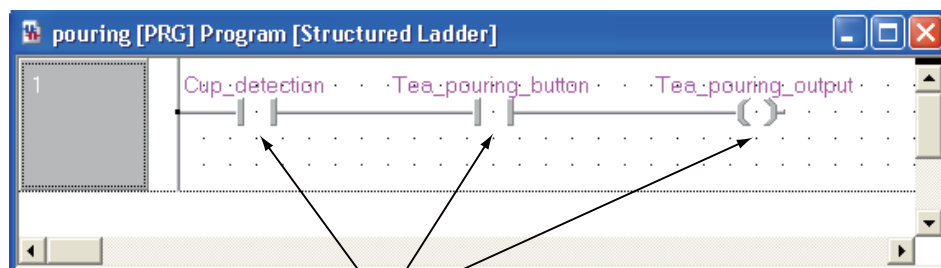 pouring [PRG] Program [Structured Ladder]
1
Cup_detection Tea_pouring_button Tea_pouring_output